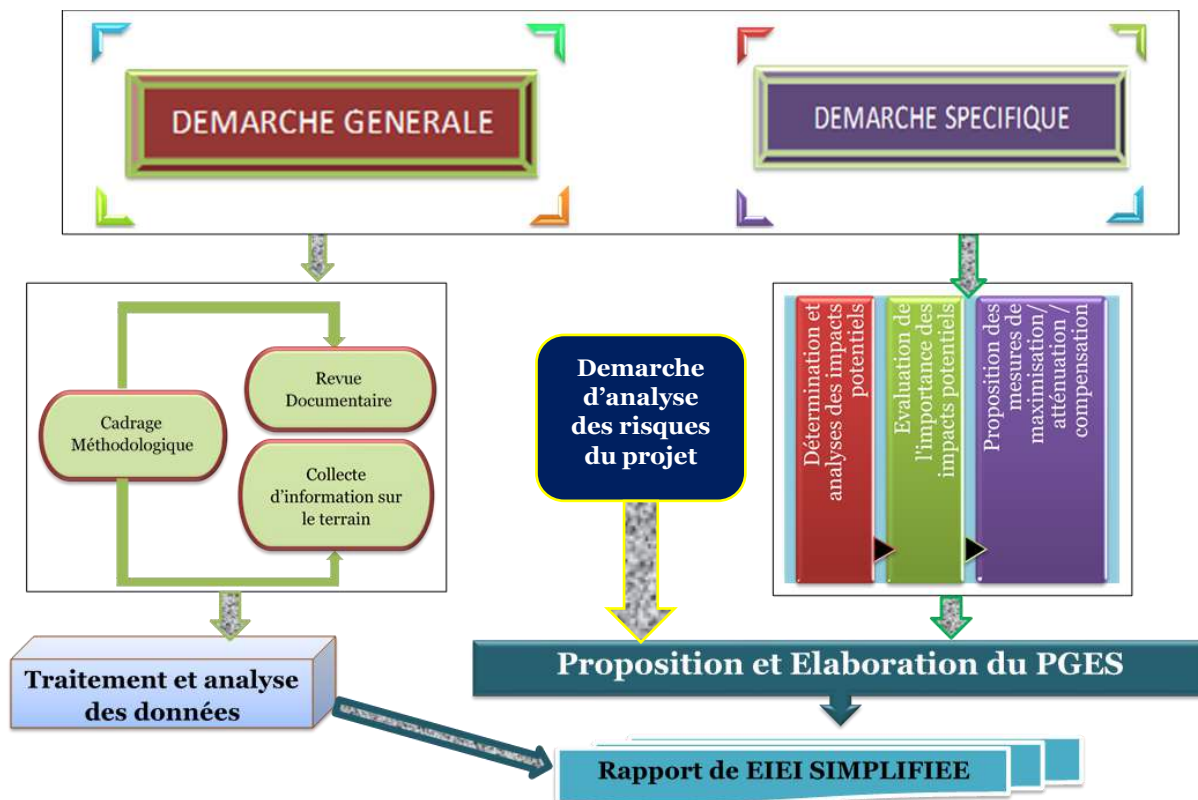 DEMARCHE GENERALE
DEMARCHE SPECIFIQUE
Cadrage
Méthodologique
Revue
Documentaire
Collecte
d'information sur
le terrain
Demarche
d'analyse
des risques
du projet
Détermination et
analyses des impacts
potentiels
Evaluation de
l'importance des
impacts potentiels
Proposition des
mesures de
maximisation/
atténuation /
compensation
Traitement et analyse
des données
Proposition et Elaboration du PGES
Rapport de EIEI SIMPLIFIEE